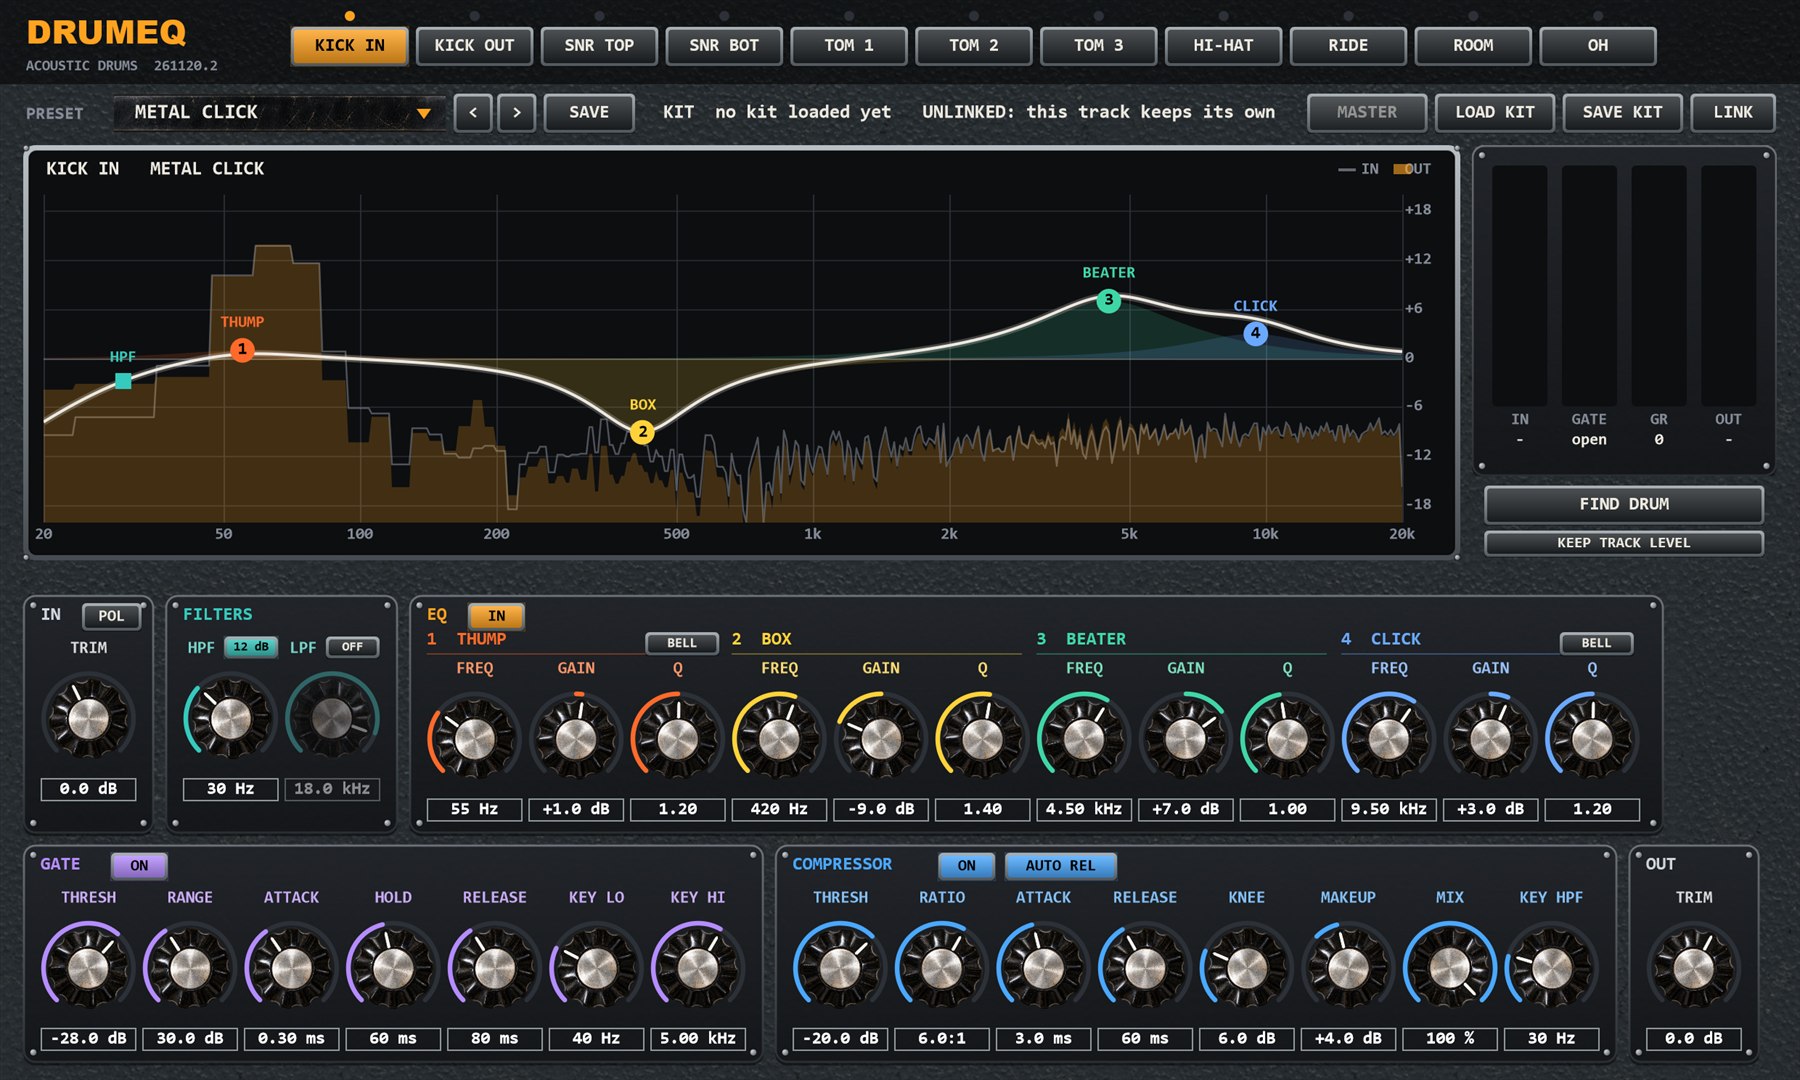 DRUMEQ
ACOUSTIC DRUMS 261120.2
KICK IN KICK OUT SNR TOP SNR BOT TOM 1 TOM 2 TOM 3 HI-HAT RIDE ROOM OH
PRESET METAL CLICK < > SAVE KIT no kit loaded yet UNLINKED: this track keeps its own MASTER LOAD KIT SAVE KIT LINK
KICK IN METAL CLICK IN OUT
+18
+12
+6
0
-6
-12
-18
HPF
THUMP
1
BOX
2
BEATER
3
CLICK
4
20 50 100 200 500 1k 2k 5k 10k 20k
IN GATE GR OUT
- open 0 -
FIND DRUM
KEEP TRACK LEVEL
IN POL
TRIM
0.0 dB
FILTERS
HPF 12 dB LPF OFF
30 Hz 18.0 kHz
EQ IN
1 THUMP BELL 2 BOX 3 BEATER 4 CLICK BELL
FREQ GAIN Q FREQ GAIN Q FREQ GAIN Q FREQ GAIN Q
55 Hz +1.0 dB 1.20 420 Hz -9.0 dB 1.40 4.50 kHz +7.0 dB 1.00 9.50 kHz +3.0 dB 1.20
GATE ON
THRESH RANGE ATTACK HOLD RELEASE KEY LO KEY HI
-28.0 dB 30.0 dB 0.30 ms 60 ms 80 ms 40 Hz 5.00 kHz
COMPRESSOR ON AUTO REL
THRESH RATIO ATTACK RELEASE KNEE MAKEUP MIX KEY HPF
-20.0 dB 6.0:1 3.0 ms 60 ms 6.0 dB +4.0 dB 100 % 30 Hz
OUT
TRIM
0.0 dB